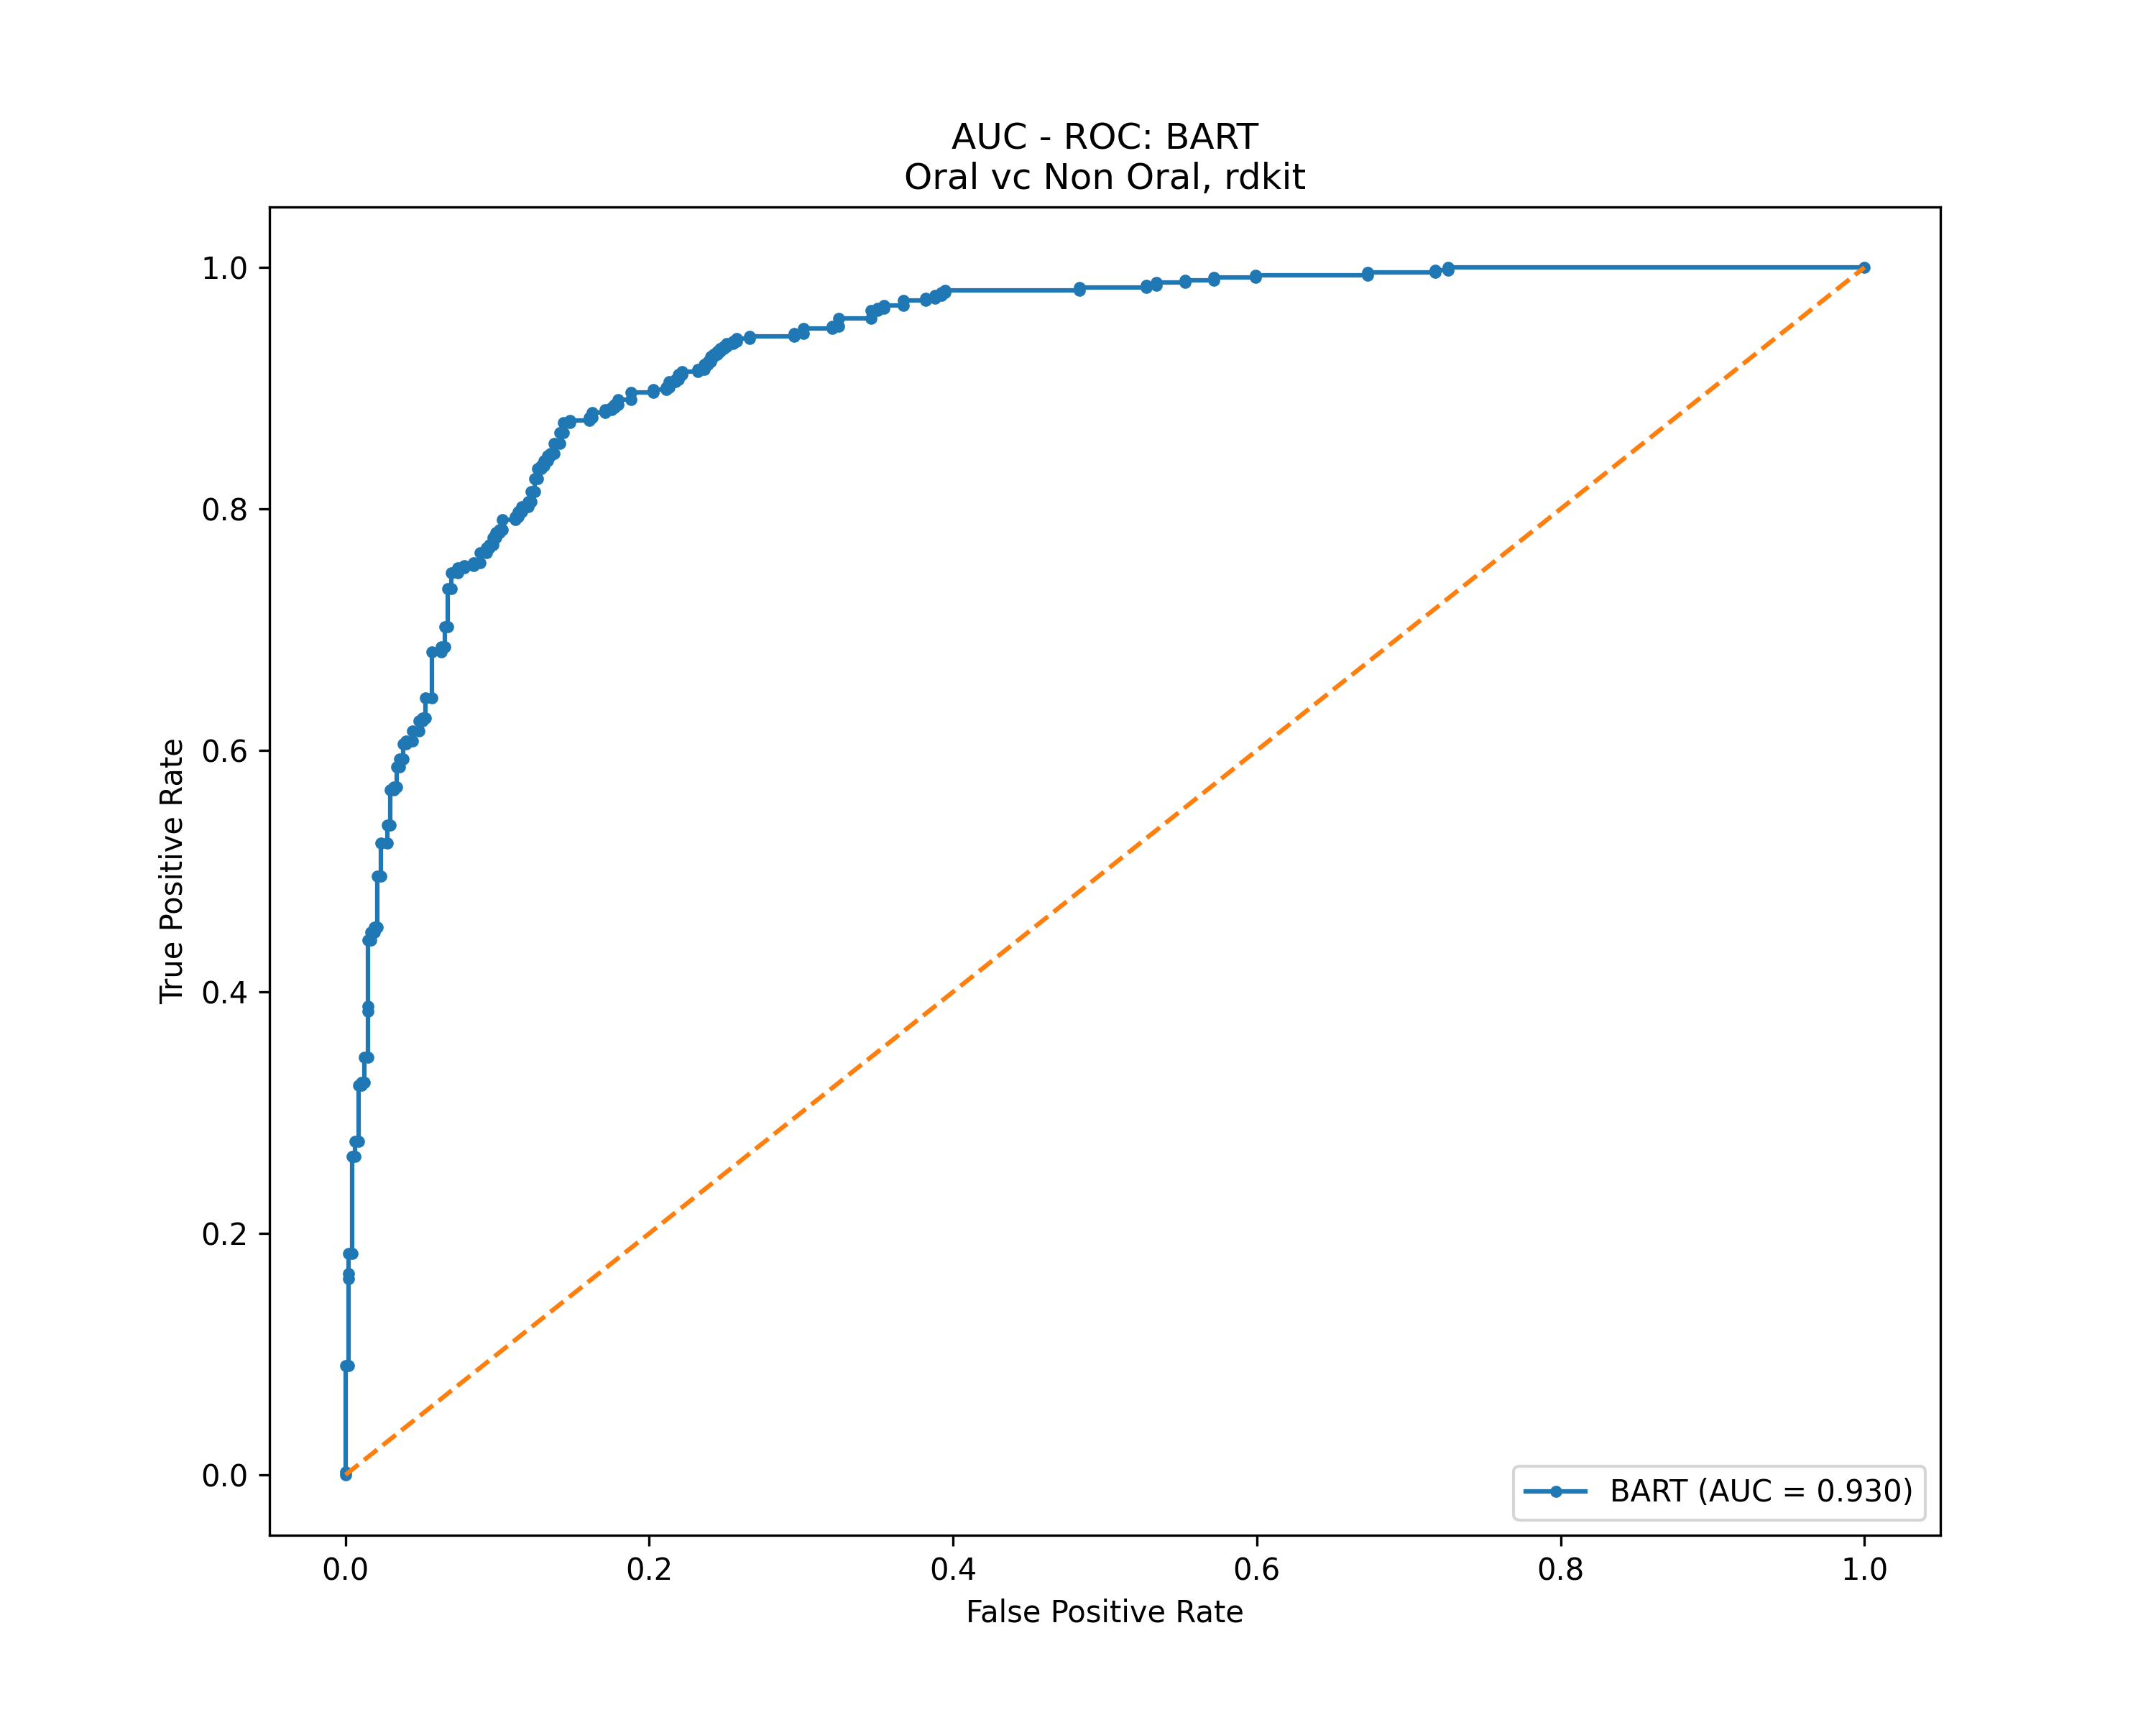 AUC - ROC: BART
Oral vc Non Oral, rdkit
True Positive Rate
1.0
0.8
0.6
0.4
0.2
0.0
0.0 0.2 0.4 0.6 0.8 1.0
False Positive Rate
BART (AUC = 0.930)